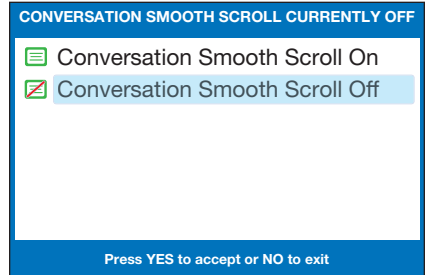 CONVERSATION SMOOTH SCROLL CURRENTLY OFF
Conversation Smooth Scroll On
Conversation Smooth Scroll Off
Press YES to accept or NO to exit